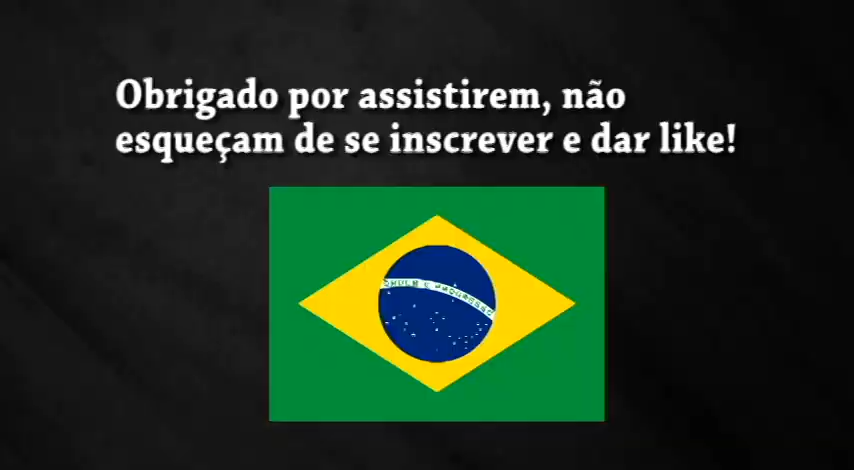 Obrigado por assistirem, não
esqueçam de se inscrever e dar like!
ORDEM E PROGRESSO